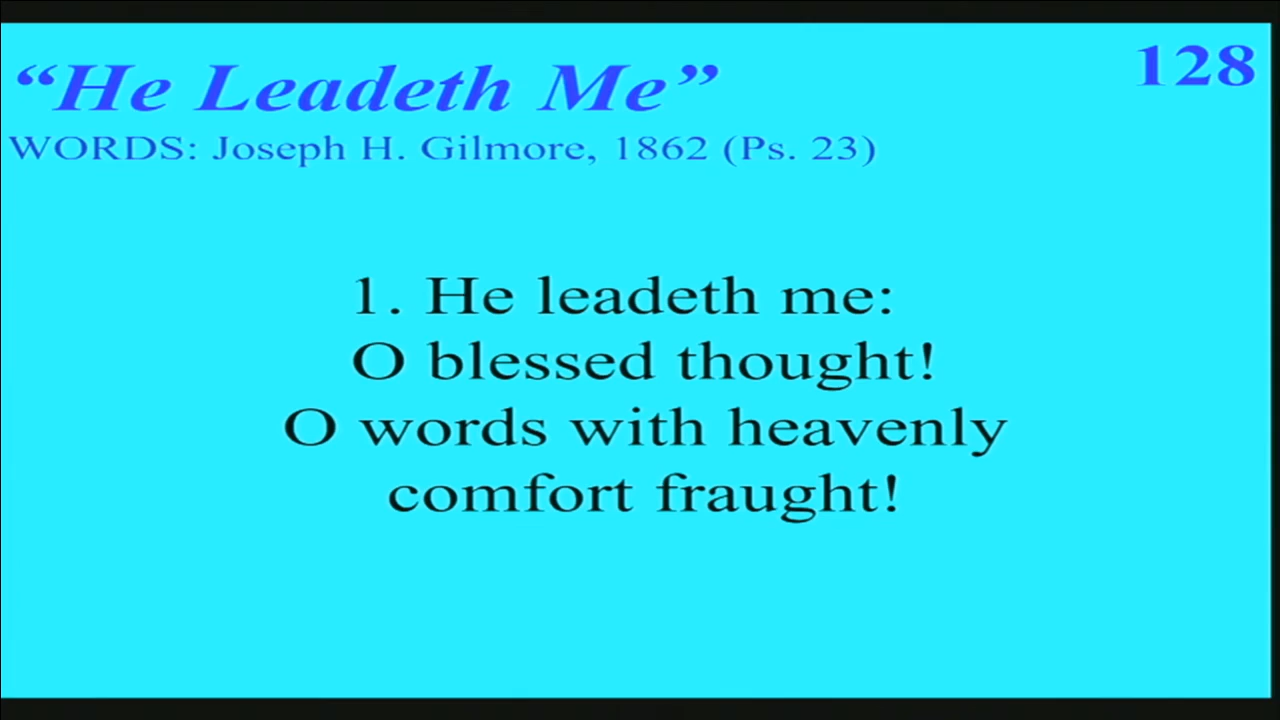 “He Leadeth Me”
128
WORDS: Joseph H. Gilmore, 1862 (Ps. 23)
1. He leadeth me:
O blessed thought!
O words with heavenly
comfort fraught!